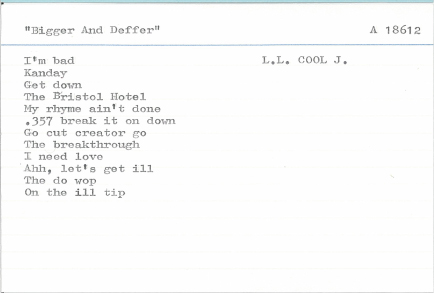 "Bigger And Deffer" A 18612
I'm bad L.L. COOL J.
Kanday
Get down
The Bristol Hotel
My rhyme ain't done
.357 break it on down
Go cut creator go
The breakthrough
I need love
Ahh, let's get ill
The do wop
On the ill tip